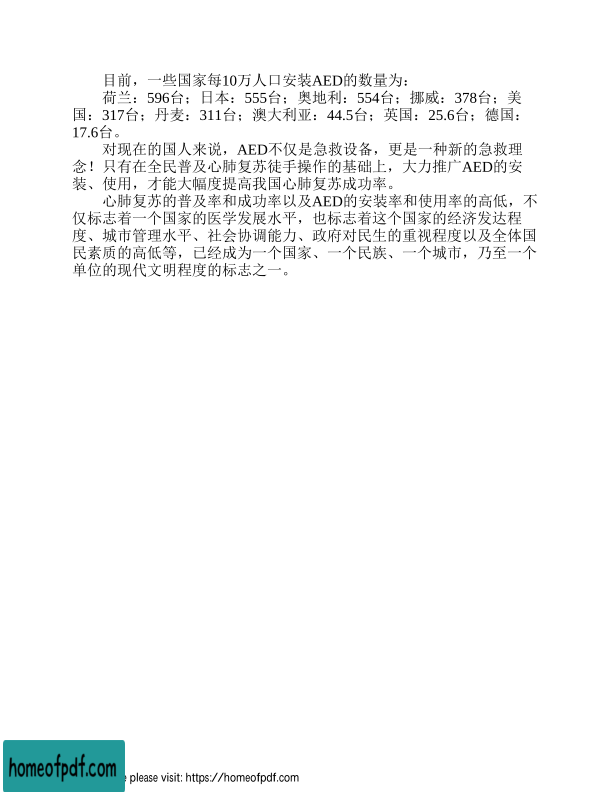 目前，一些国家每10万人口安装AED的数量为：
荷兰：596台；日本：555台；奥地利：554台；挪威：378台；美
国：317台；丹麦：311台；澳大利亚：44.5台；英国：25.6台；德国：
17.6台。
对现在的国人来说，AED不仅是急救设备，更是一种新的急救理
念！只有在全民普及心肺复苏徒手操作的基础上，大力推广AED的安
装、使用，才能大幅度提高我国心肺复苏成功率。
心肺复苏的普及率和成功率以及AED的安装率和使用率的高低，不
仅标志着一个国家的医学发展水平，也标志着这个国家的经济发达程
度、城市管理水平、社会协调能力、政府对民生的重视程度以及全体国
民素质的高低等，已经成为一个国家、一个民族、一个城市，乃至一个
单位的现代文明程度的标志之一。
homeofpdf.com
please visit: https://homeofpdf.com